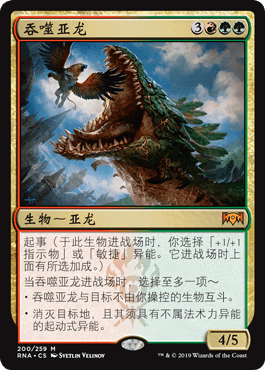 吞噬亚龙 3
生物～亚龙
起事（于此生物进战场时，你选择「+1/+1
指示物」或「敏捷」异能。它进战场时上
面有所选加成。）
当吞噬亚龙进战场时，选择至多一项～
•吞噬亚龙与目标不由你操控的生物互斗。
•消灭目标地，且其须具有不属法术力异能
的起动式异能。
4/5
200/259 M
RNA • CS SVETLIN VELINOV
™ & © 2019 Wizards of the Coast